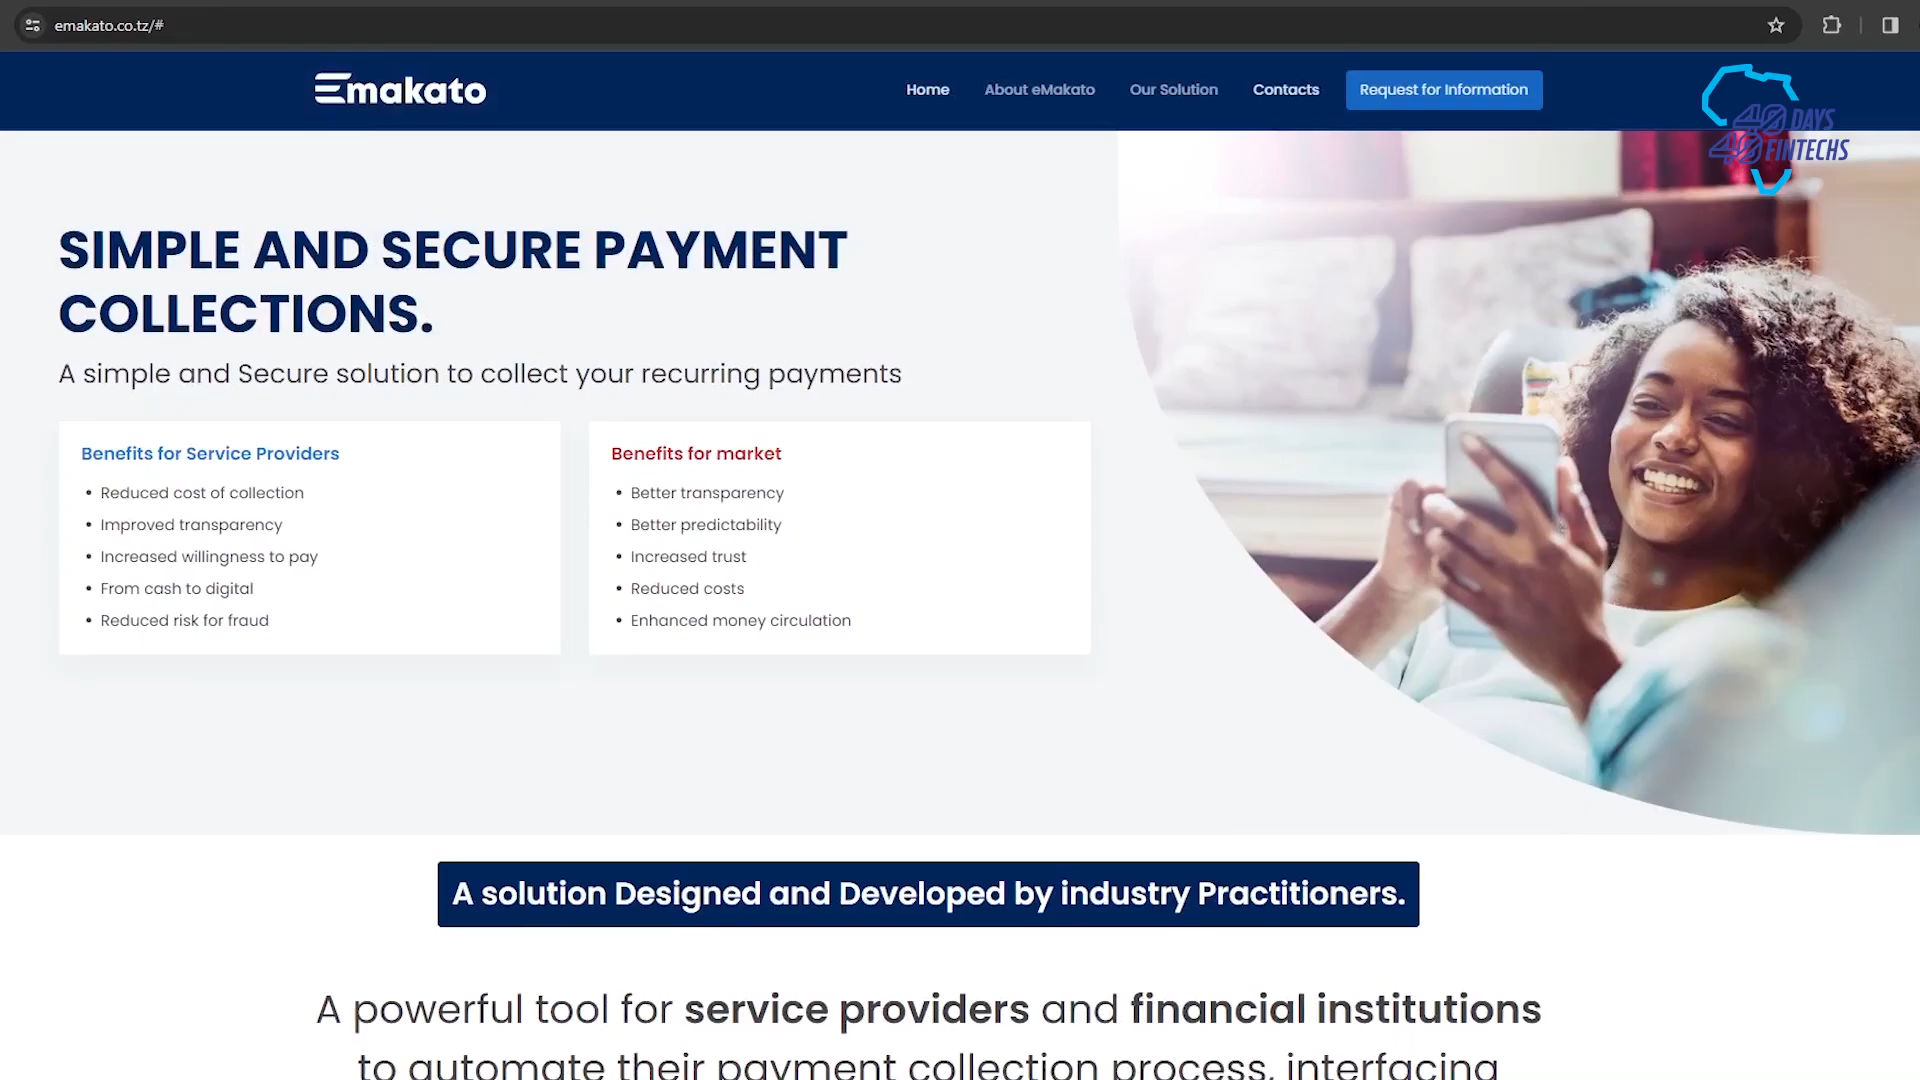 emakato.co.tz/#
Emakato
Home About eMakato Our Solution Contacts Request for Information
40 DAYS
40 FINTECHS
SIMPLE AND SECURE PAYMENT
COLLECTIONS.
A simple and Secure solution to collect your recurring payments
Benefits for Service Providers
• Reduced cost of collection
• Improved transparency
• Increased willingness to pay
• From cash to digital
• Reduced risk for fraud
Benefits for market
• Better transparency
• Better predictability
• Increased trust
• Reduced costs
• Enhanced money circulation
A solution Designed and Developed by industry Practitioners.
A powerful tool for service providers and financial institutions
to automate their payment collection process, interfacing